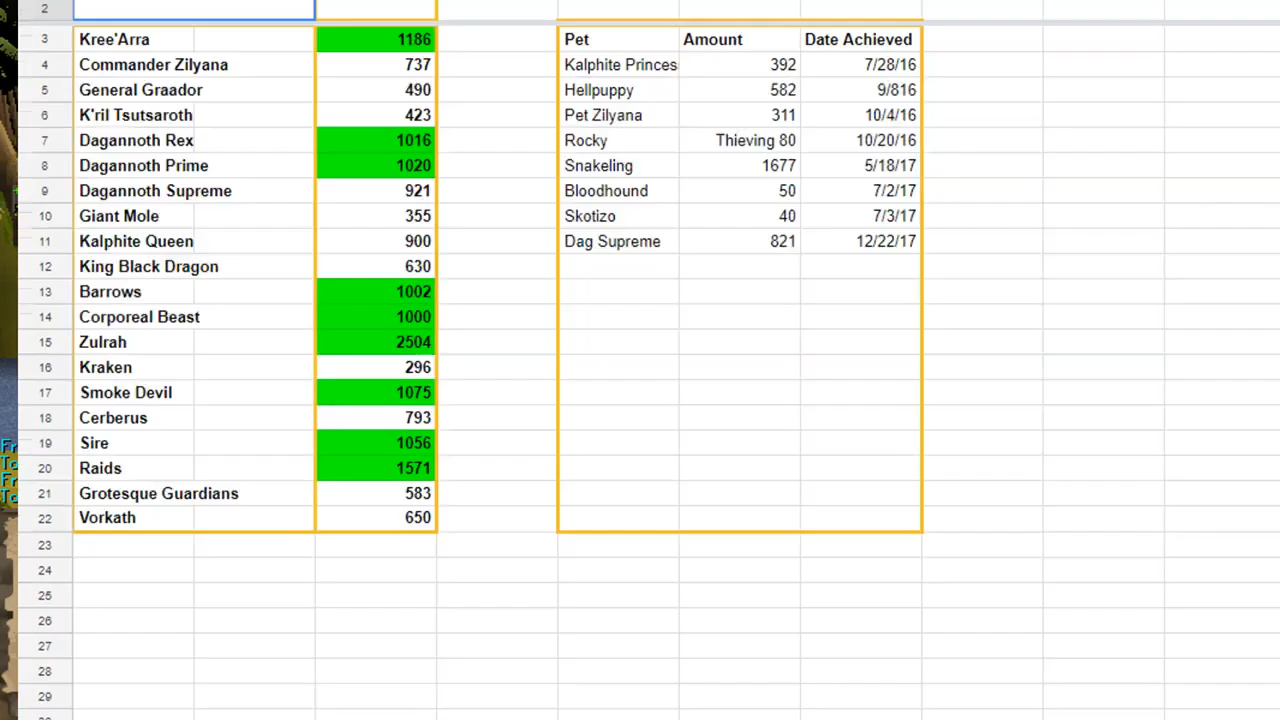 2
3 Kree'Arra 1186 Pet Amount Date Achieved
4 Commander Zilyana 737 Kalphite Princes 392 7/28/16
5 General Graador 490 Hellpuppy 582 9/816
6 K'ril Tsutsaroth 423 Pet Zilyana 311 10/4/16
7 Dagannoth Rex 1016 Rocky Thieving 80 10/20/16
8 Dagannoth Prime 1020 Snakeling 1677 5/18/17
9 Dagannoth Supreme 921 Bloodhound 50 7/2/17
10 Giant Mole 355 Skotizo 40 7/3/17
11 Kalphite Queen 900 Dag Supreme 821 12/22/17
12 King Black Dragon 630
13 Barrows 1002
14 Corporeal Beast 1000
15 Zulrah 2504
16 Kraken 296
17 Smoke Devil 1075
18 Cerberus 793
19 Sire 1056
20 Raids 1571
21 Grotesque Guardians 583
22 Vorkath 650
23
24
25
26
27
28
29
Fr
To
Fr
To